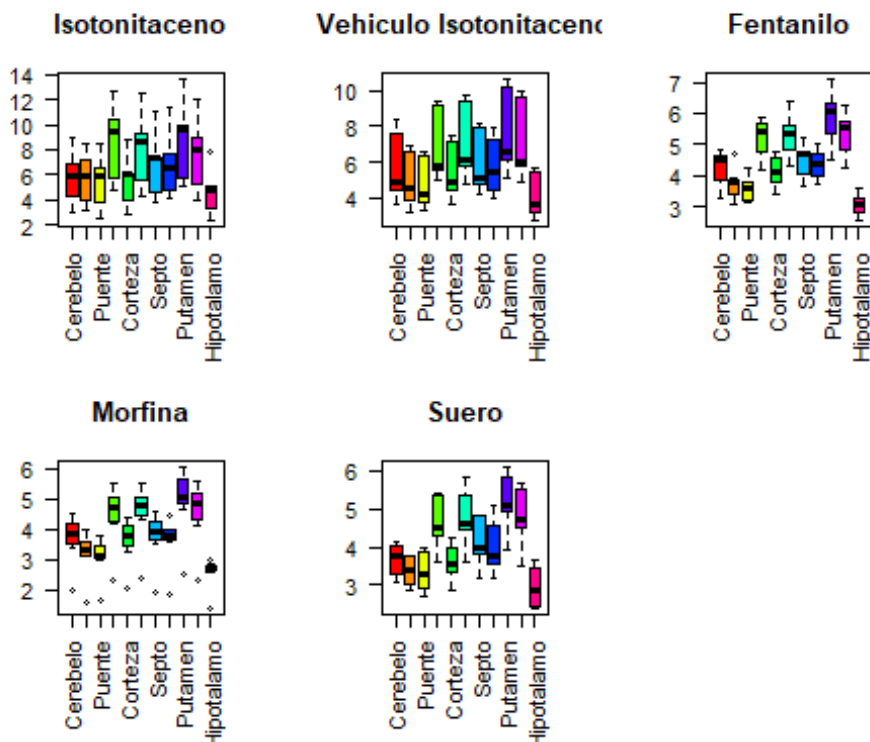 Isotonitaceno
14
12
10
8
6
4
2
Cerebelo
Puente
Corteza
Septo
Putamen
Hipotalamo
Vehiculo Isotonitaceno
10
8
6
4
Cerebelo
Puente
Corteza
Septo
Putamen
Hipotalamo
Fentanilo
7
6
5
4
3
Cerebelo
Puente
Corteza
Septo
Putamen
Hipotalamo
Morfina
6
5
4
3
2
Cerebelo
Puente
Corteza
Septo
Putamen
Hipotalamo
Suero
6
5
4
3
Cerebelo
Puente
Corteza
Septo
Putamen
Hipotalamo